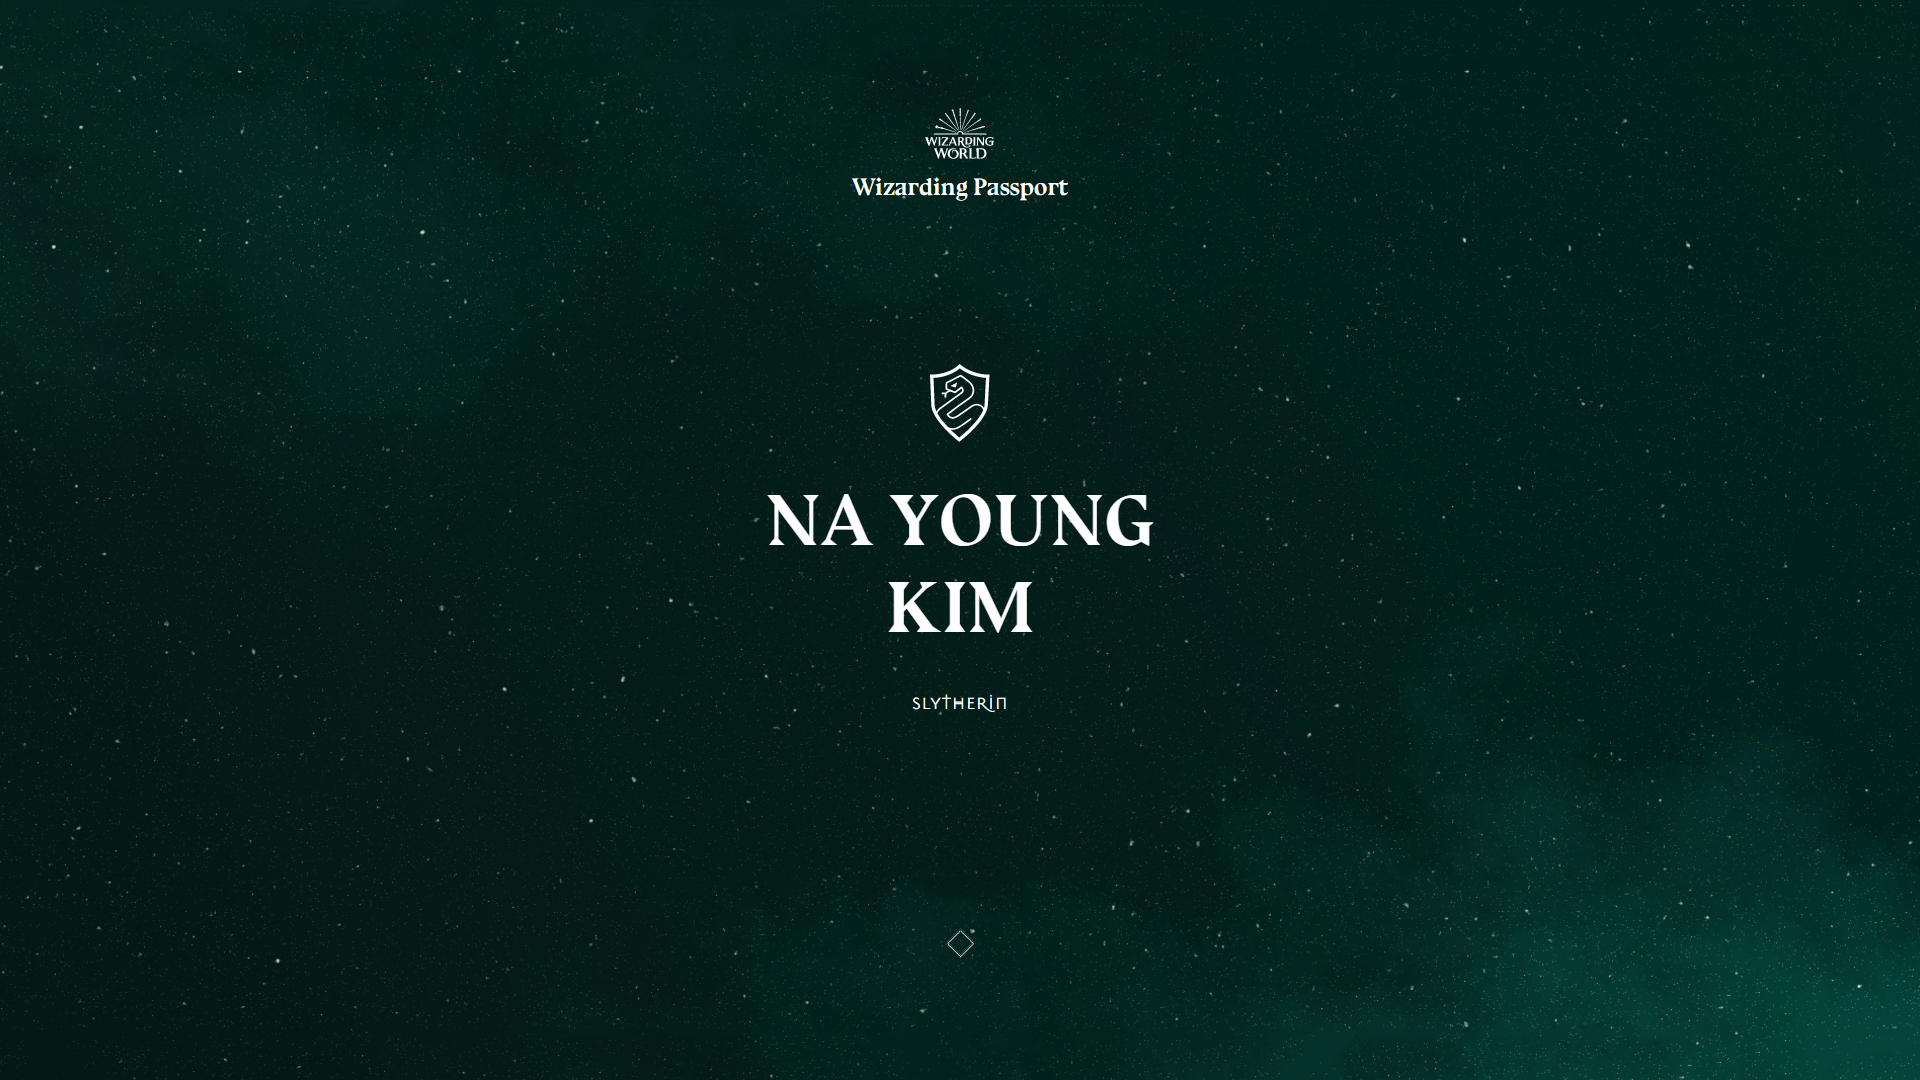 WIZARDING
WORLD
Wizarding Passport
NA YOUNG
KIM
SLYTHERIN